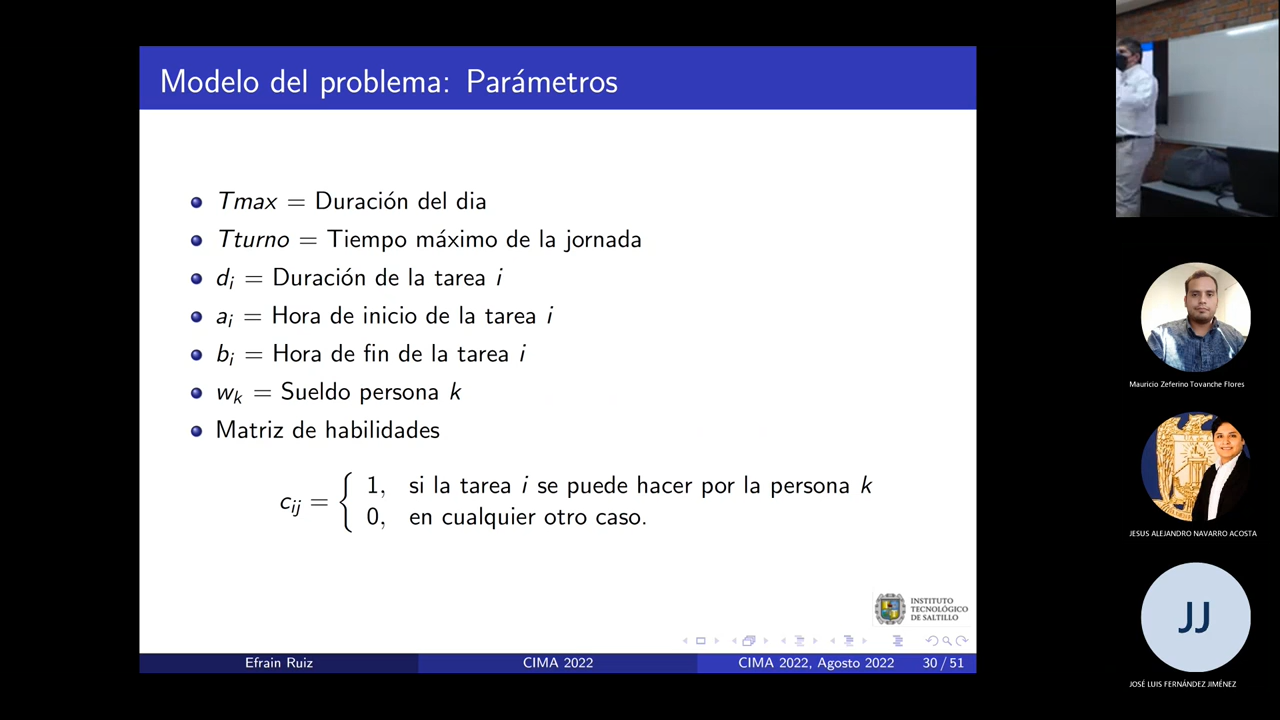 Modelo del problema: Parámetros
Tmax = Duración del dia
Tturno = Tiempo máximo de la jornada
d_i = Duración de la tarea i
a_i = Hora de inicio de la tarea i
b_i = Hora de fin de la tarea i
w_k = Sueldo persona k
Matriz de habilidades
c_ij = { 1, si la tarea i se puede hacer por la persona k
0, en cualquier otro caso.
INSTITUTO
TECNOLÓGICO
DE SALTILLO
Efrain Ruiz CIMA 2022 CIMA 2022, Agosto 2022 30 / 51
Mauricio Zeferino Tovanche Flores
JESUS ALEJANDRO NAVARRO ACOSTA
JJ
JOSÉ LUIS FERNÁNDEZ JIMÉNEZ